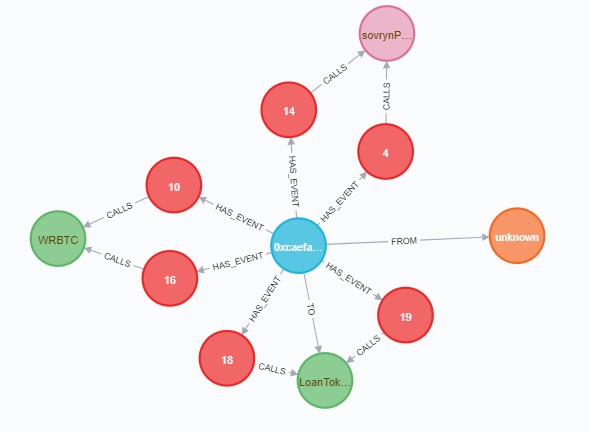 sovrynP...
CALLS
CALLS
14
4
HAS_EVENT
10
HAS_EVENT
HAS_EVENT
CALLS
WRBTC
0xcaefa...
FROM
unknown
CALLS
16
HAS_EVENT
HAS_EVENT
HAS_EVENT
TO
19
18
CALLS
CALLS
LoanTok...